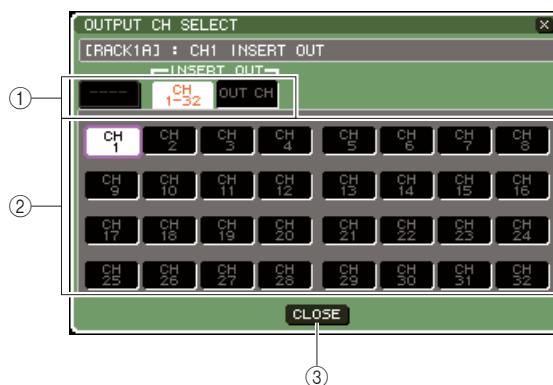 OUTPUT CH SELECT ×
[RACK1A] : CH1 INSERT OUT
INSERT OUT
① ---- CH 1-32 OUT CH
CH 1 CH 2 CH 3 CH 4 CH 5 CH 6 CH 7 CH 8
② CH 9 CH 10 CH 11 CH 12 CH 13 CH 14 CH 15 CH 16
CH 17 CH 18 CH 19 CH 20 CH 21 CH 22 CH 23 CH 24
CH 25 CH 26 CH 27 CH 28 CH 29 CH 30 CH 31 CH 32
CLOSE
③